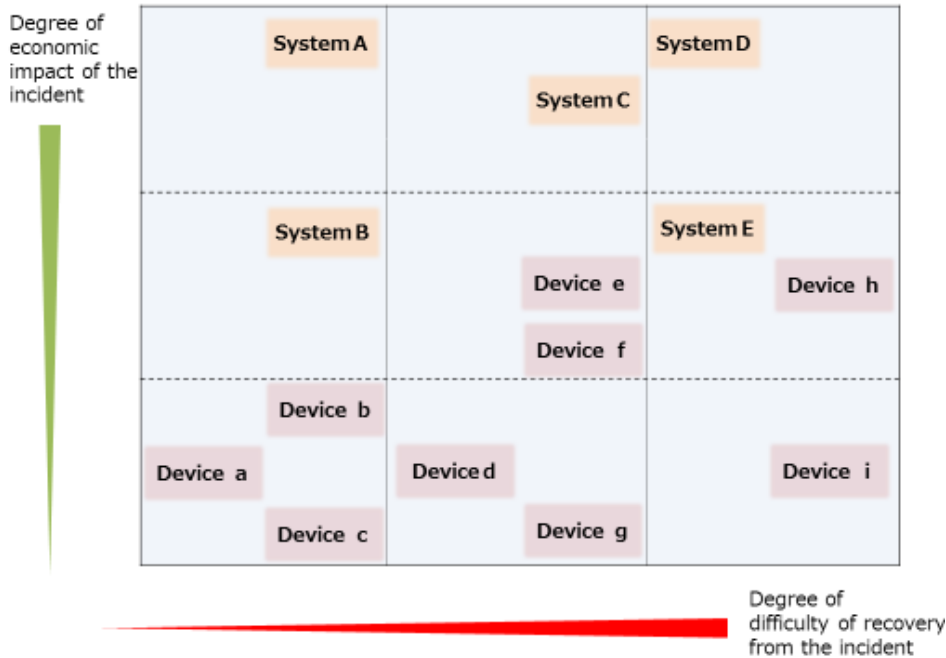 Degree of
economic
impact of the
incident
System A
System D
System C
System B
System E
Device e
Device h
Device f
Device b
Device a
Device d
Device i
Device c
Device g
Degree of
difficulty of recovery
from the incident